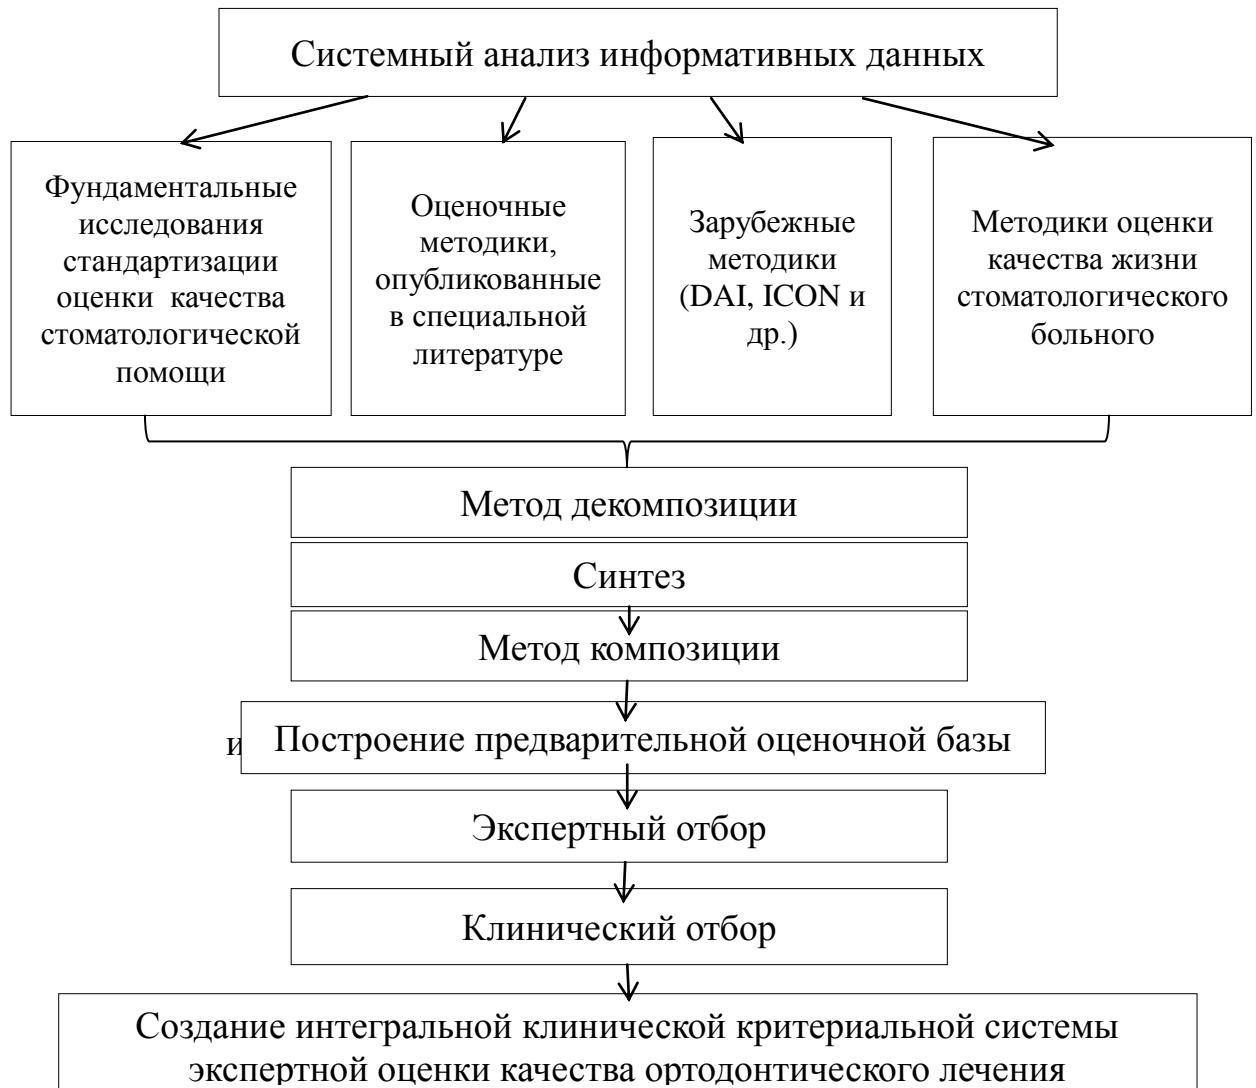 Системный анализ информативных данных
Фундаментальные
исследования
стандартизации
оценки качества
стоматологической
помощи
Оценочные
методики,
опубликованные
в специальной
литературе
Зарубежные
методики
(DAI, ICON и
др.)
Методики оценки
качества жизни
стоматологического
больного
Метод декомпозиции
Синтез
Метод композиции
и Построение предварительной оценочной базы
Экспертный отбор
Клинический отбор
Создание интегральной клинической критериальной системы
экспертной оценки качества ортодонтического лечения